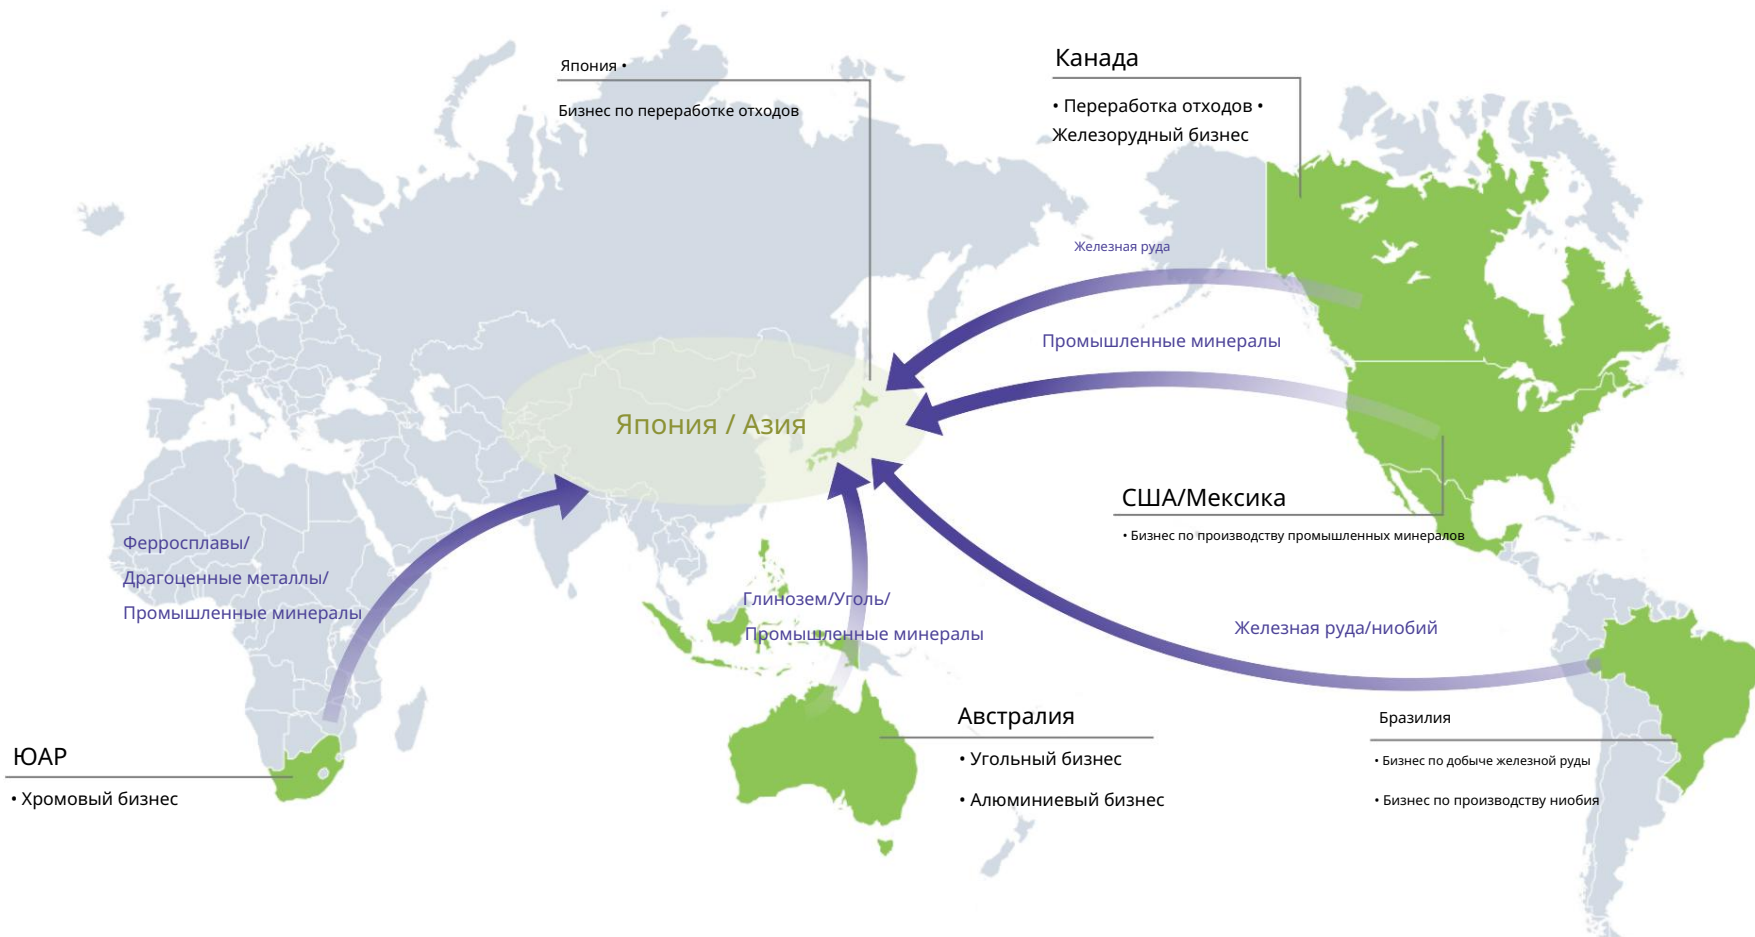 Япония •
Бизнес по переработке отходов
Канада
• Переработка отходов •
Железорудный бизнес
Железная руда
Промышленные минералы
Япония / Азия
США/Мексика
• Бизнес по производству промышленных минералов
Ферросплавы/
Драгоценные металлы/
Промышленные минералы
Глинозем/Уголь/
Промышленные минералы
Железная руда/ниобий
ЮАР
• Хромовый бизнес
Австралия
• Угольный бизнес
• Алюминиевый бизнес
Бразилия
• Бизнес по добыче железной руды
• Бизнес по производству ниобия